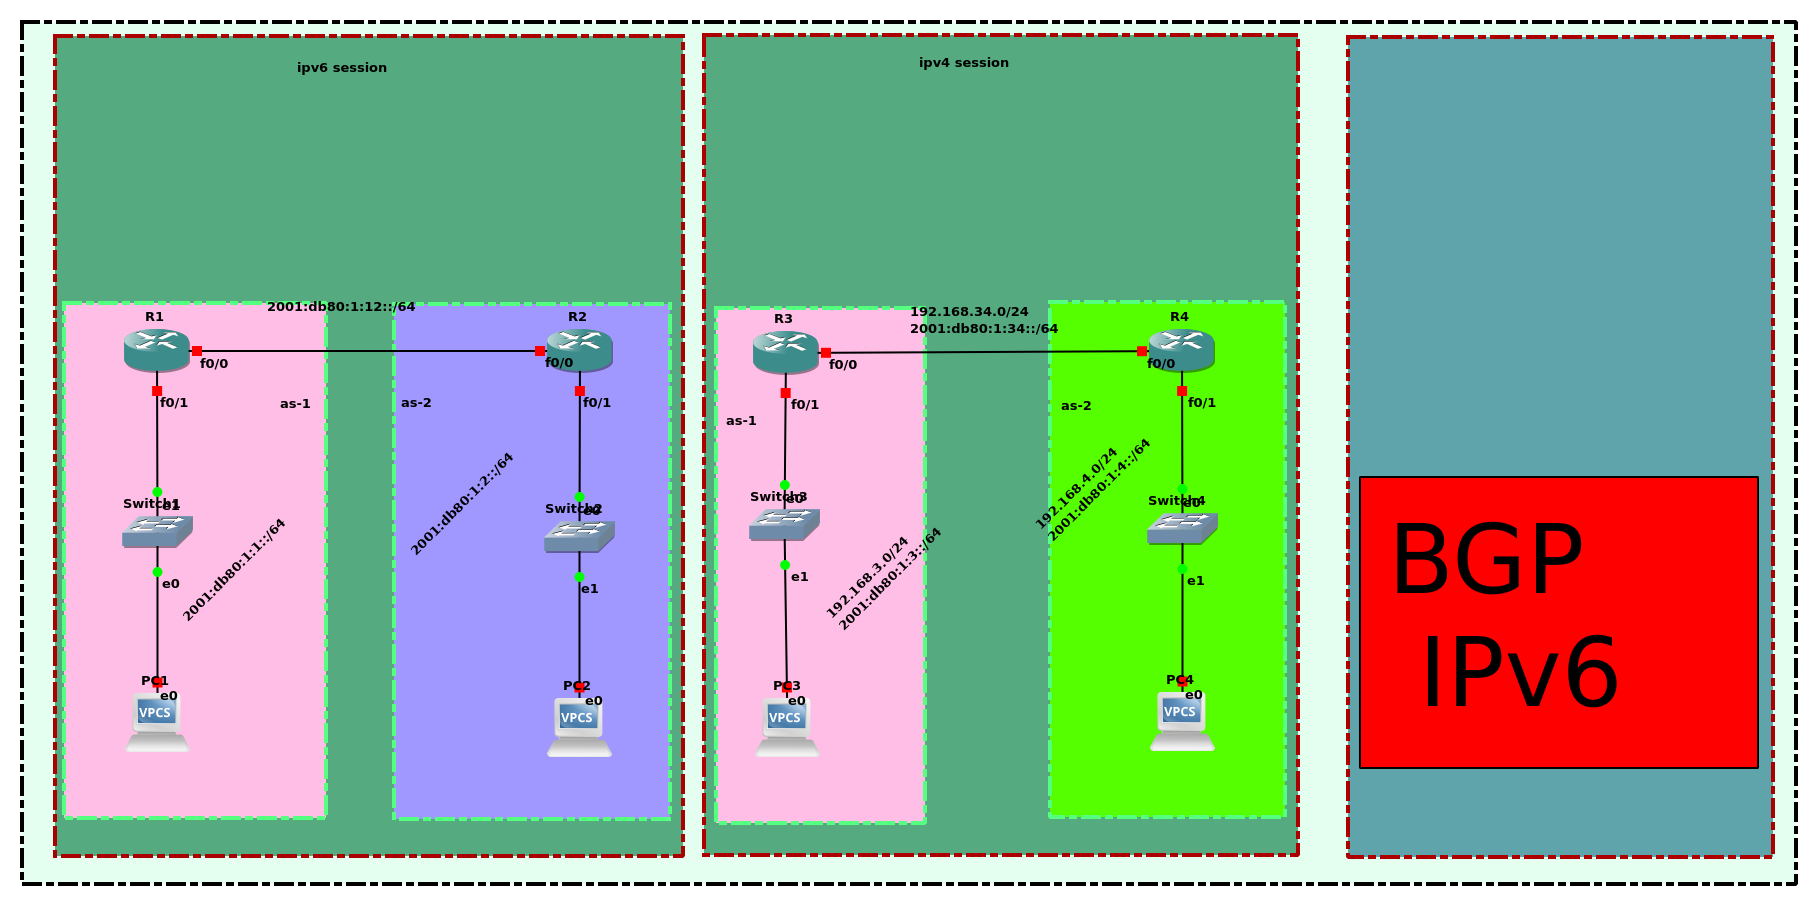 ipv6 session
2001:db80:1:12::/64
R1
R2
f0/0
f0/0
f0/1
f0/1
as-1
as-2
2001:db80:1:2::/64
Switch1
e1
Switch2
e0
2001:db80:1:1::/64
e0
e1
PC1
e0
VPCS
PC2
e0
VPCS
ipv4 session
192.168.34.0/24
2001:db80:1:34::/64
R3
R4
f0/0
f0/0
f0/1
f0/1
as-1
as-2
192.168.4.0/24
2001:db80:1:4::/64
Switch3
e0
Switch4
e0
192.168.3.0/24
2001:db80:1:3::/64
e1
e1
PC3
e0
VPCS
PC4
e0
VPCS
BGP
IPv6